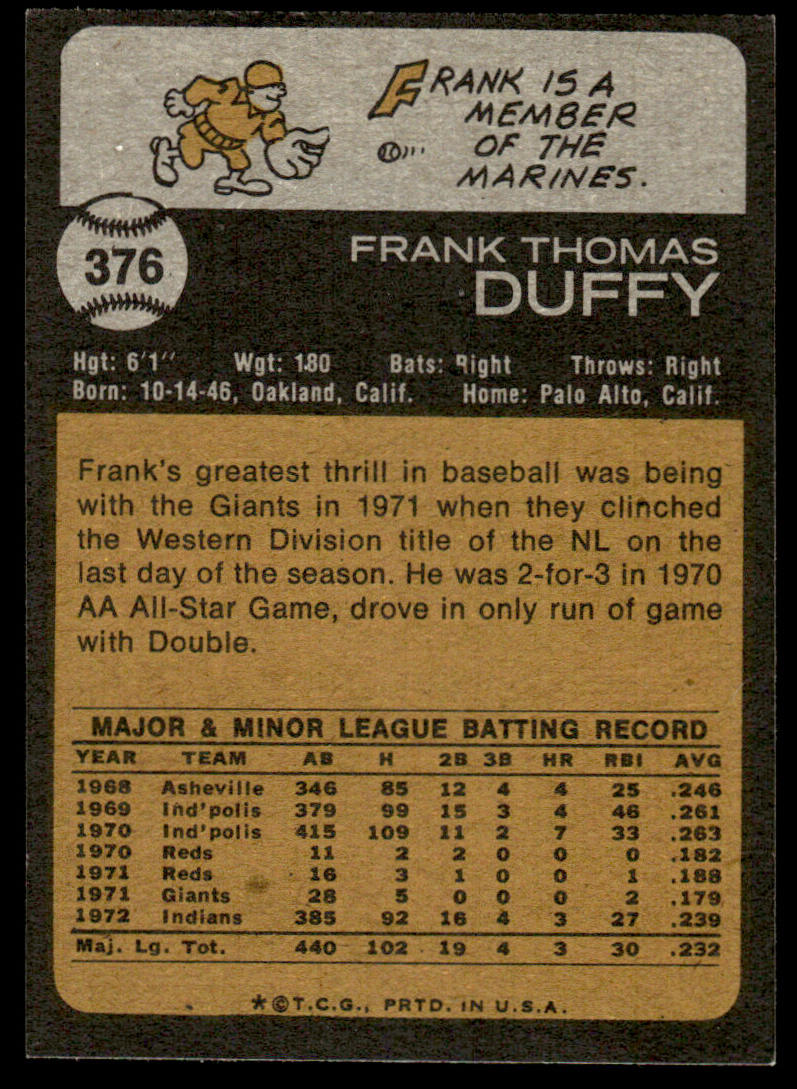 FRANK IS A
MEMBER
OF THE
MARINES.
376
FRANK THOMAS
DUFFY
Hgt: 6'1" Wgt: 180 Bats: Right Throws: Right
Born: 10-14-46, Oakland, Calif. Home: Palo Alto, Calif.
Frank's greatest thrill in baseball was being
with the Giants in 1971 when they clinched
the Western Division title of the NL on the
last day of the season. He was 2-for-3 in 1970
AA All-Star Game, drove in only run of game
with Double.
MAJOR & MINOR LEAGUE BATTING RECORD
YEAR TEAM AB H 2B 3B HR RBI AVG
1968 Asheville 346 85 12 4 4 25 .246
1969 Ind'polis 379 99 15 3 4 46 .261
1970 Ind'polis 415 109 11 2 7 33 .263
1970 Reds 11 2 2 0 0 0 .182
1971 Reds 16 3 1 0 0 1 .188
1971 Giants 28 5 0 0 0 2 .179
1972 Indians 385 92 16 4 3 27 .239
Maj. Lg. Tot. 440 102 19 4 3 30 .232
*©T.C.G., PRTD. IN U.S.A.